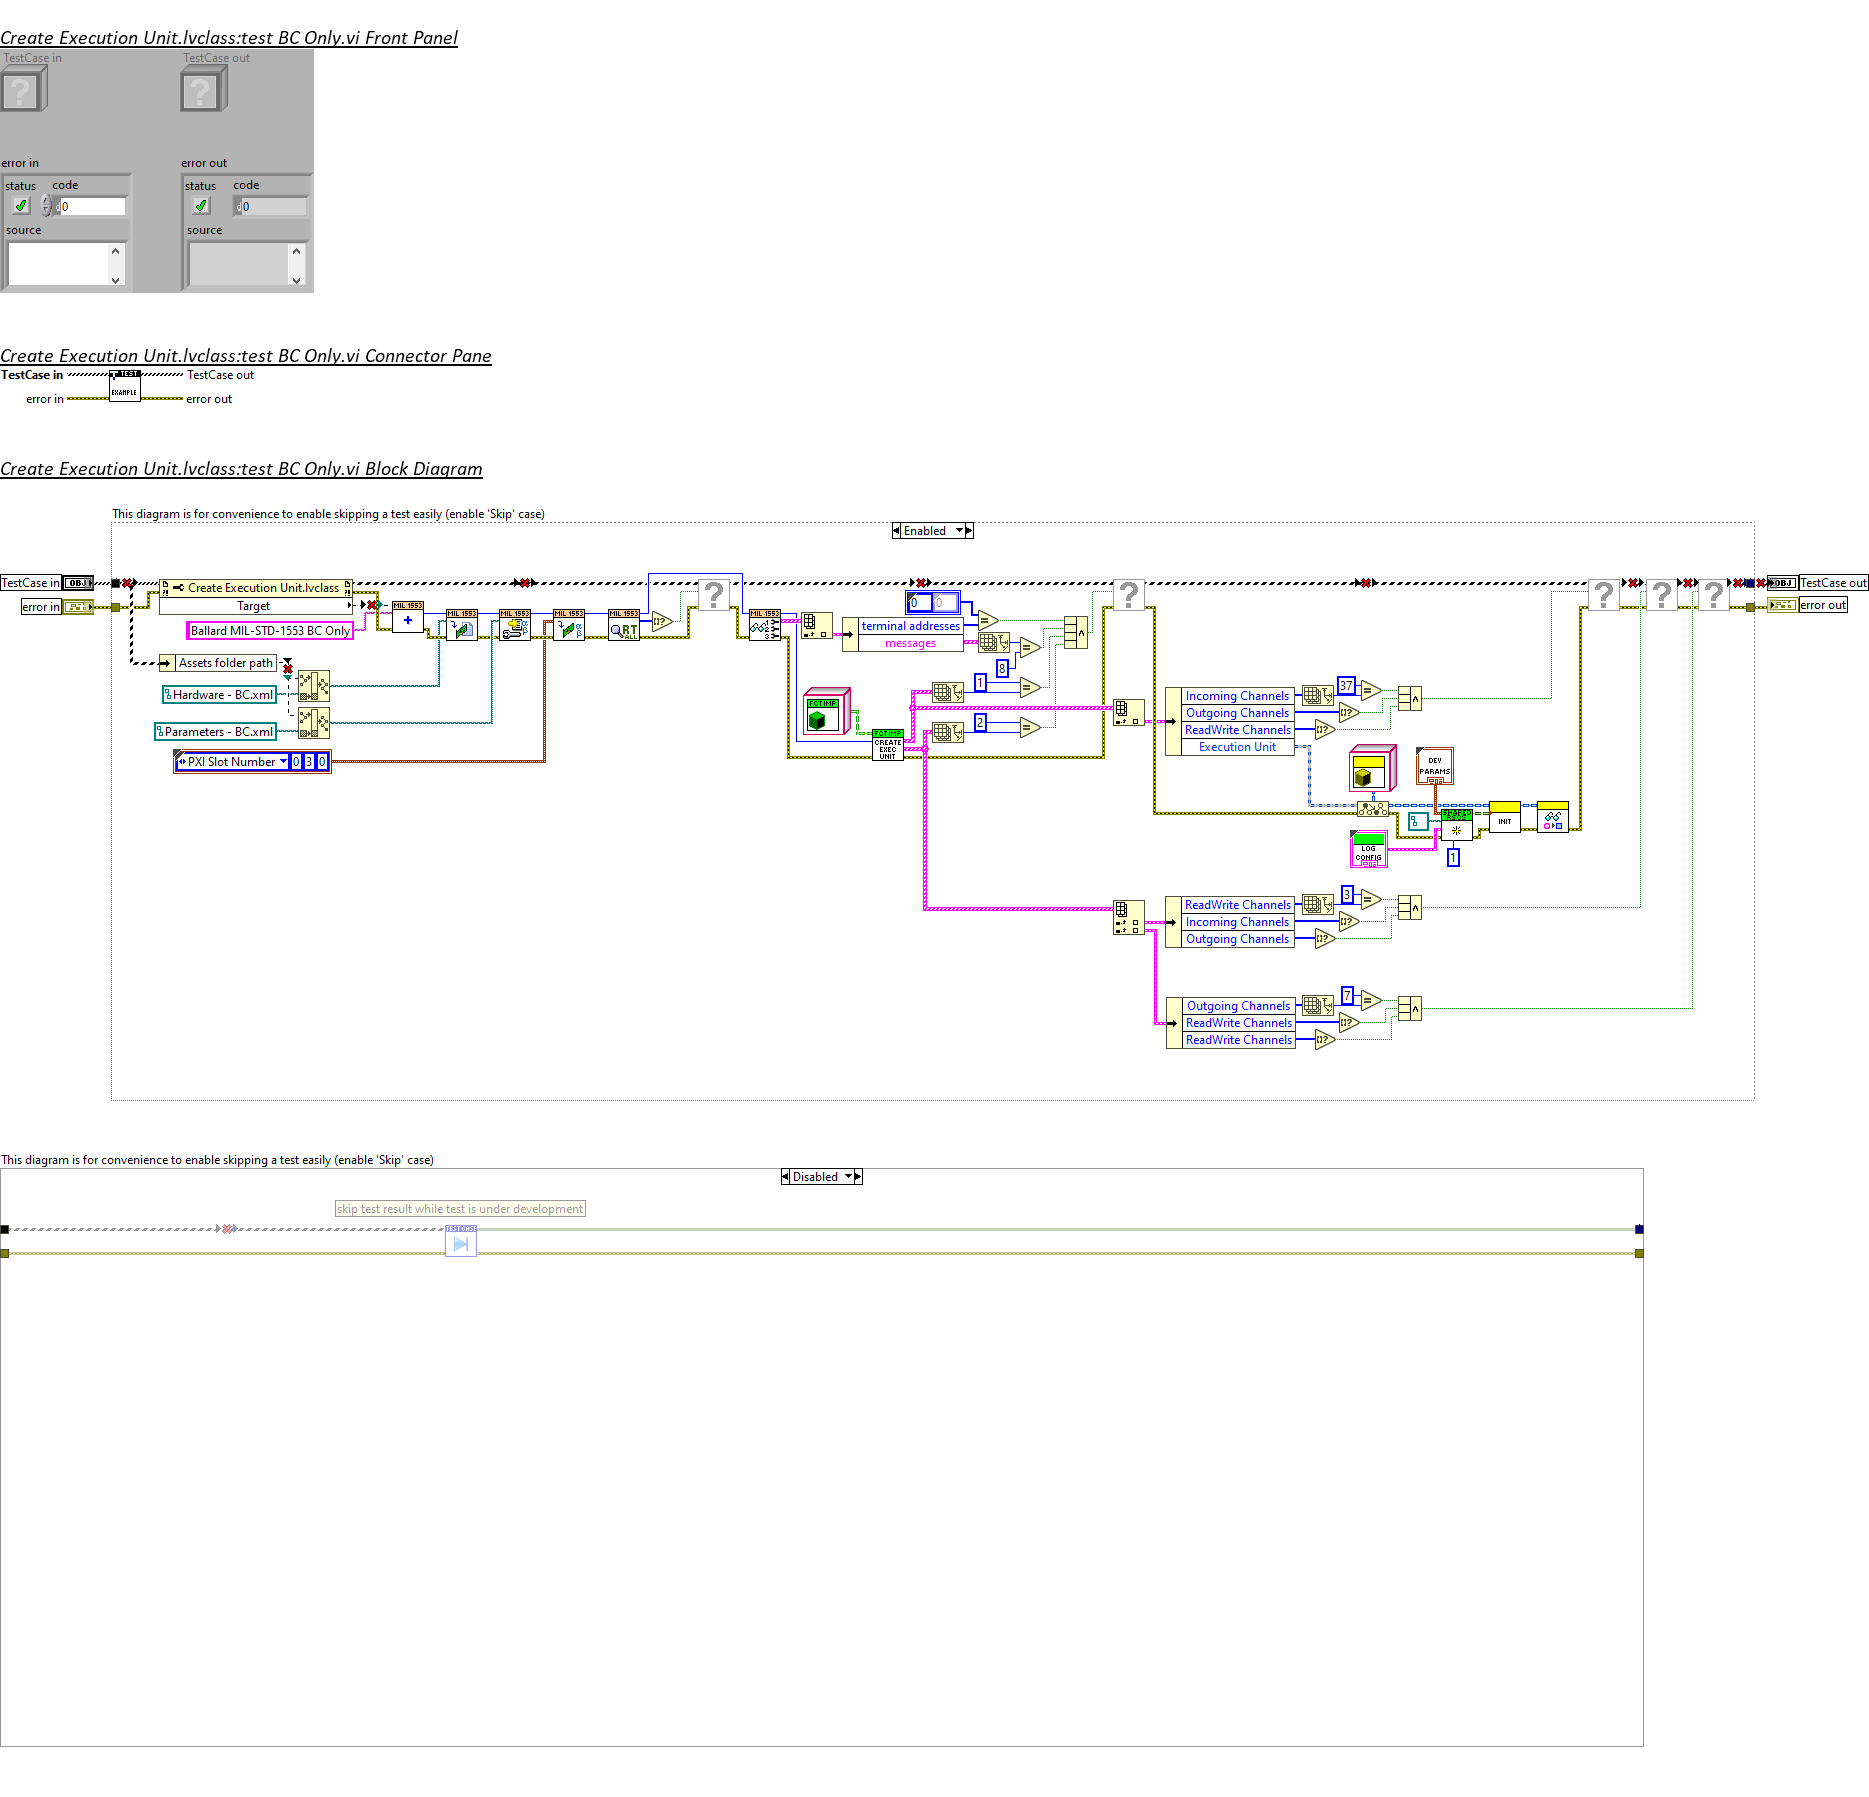 Create Execution Unit.lvclass:test BC Only.vi Front Panel
TestCase in
TestCase out
error in
error out
status code
status code
0
0
source
source
Create Execution Unit.lvclass:test BC Only.vi Connector Pane
TestCase in
TestCase out
TEST
EXAMPLE
error in
error out
Create Execution Unit.lvclass:test BC Only.vi Block Diagram
This diagram is for convenience to enable skipping a test easily (enable 'Skip' case)
Enabled
TestCase in
OBJ
error in
Create Execution Unit.lvclass
Target
Ballard MIL-STD-1553 BC Only
Assets folder path
Hardware - BC.xml
Parameters - BC.xml
PXI Slot Number 0 3 0
MIL 1553
MIL 1553
MIL 1553
MIL 1553
MIL 1553
RT
ALL
MIL 1553
0 0
terminal addresses
messages
8
1
2
FCT IMP
FCT IMP
CREATE
EXEC
UNIT
Incoming Channels
Outgoing Channels
ReadWrite Channels
Execution Unit
37
DEV
PARAMS
LOG
CONFIG
SHARED
1
INIT
ReadWrite Channels
Incoming Channels
Outgoing Channels
3
Outgoing Channels
ReadWrite Channels
ReadWrite Channels
7
OBJ
TestCase out
error out
This diagram is for convenience to enable skipping a test easily (enable 'Skip' case)
Disabled
skip test result while test is under development
TEST CASE